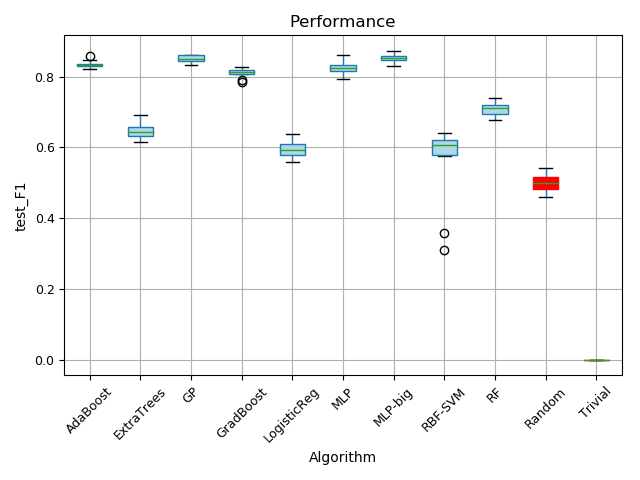 Performance
test_F1
0.8
0.6
0.4
0.2
0.0
AdaBoost
ExtraTrees
GP
GradBoost
LogisticReg
MLP
MLP-big
RBF-SVM
RF
Random
Trivial
Algorithm